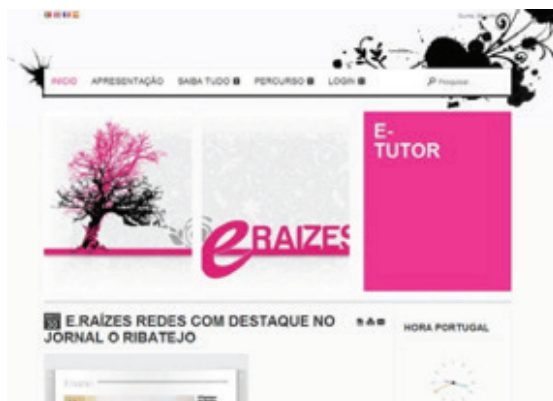 INÍCIO APRESENTAÇÃO SAIBA TUDO PERCURSO LOGIN Pesquisar
E-
TUTOR
eRAIZES
E.RAÍZES REDES COM DESTAQUE NO
JORNAL O RIBATEJO
HORA PORTUGAL